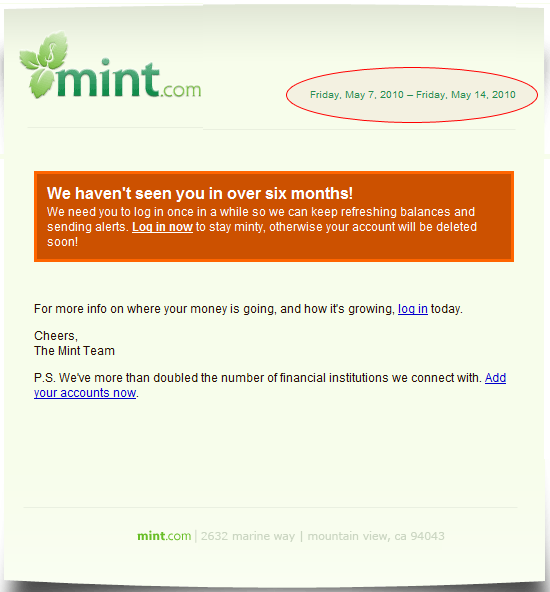 mint.com
Friday, May 7, 2010 – Friday, May 14, 2010
We haven't seen you in over six months!
We need you to log in once in a while so we can keep refreshing balances and
sending alerts. Log in now to stay minty, otherwise your account will be deleted
soon!
For more info on where your money is going, and how it's growing, log in today.
Cheers,
The Mint Team
P.S. We've more than doubled the number of financial institutions we connect with. Add
your accounts now.
mint.com | 2632 marine way | mountain view, ca 94043